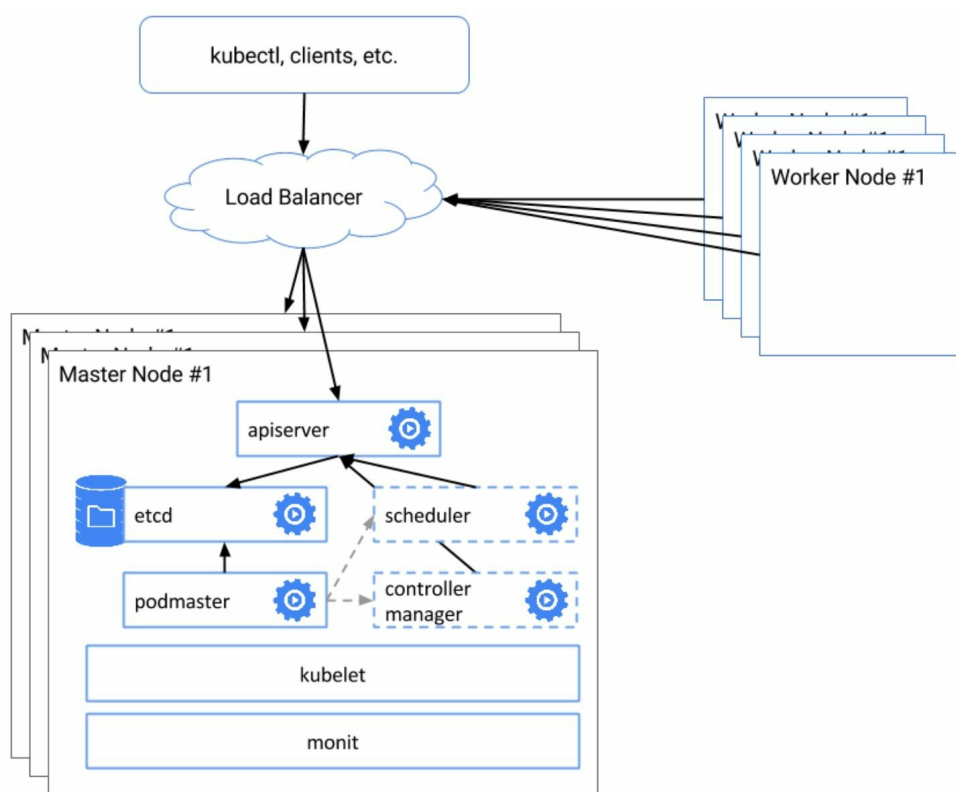 kubectl, clients, etc.
Load Balancer
Worker Node #1
Master Node #1
apiserver
etcd
scheduler
podmaster
controller
manager
kubelet
monit